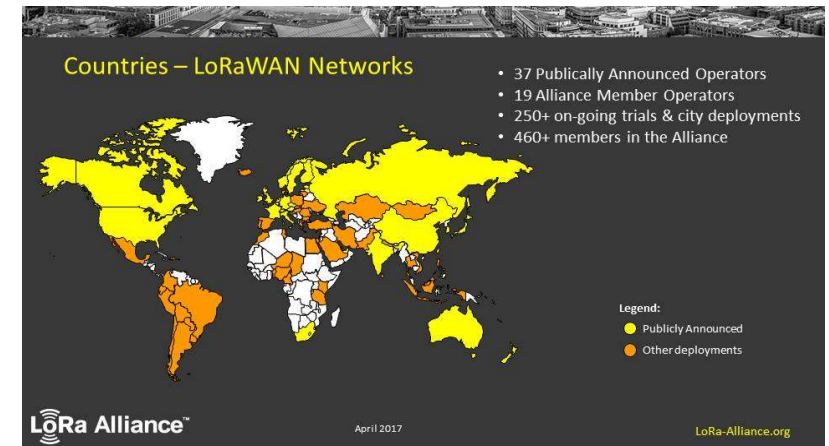 Countries – LoRaWAN Networks
• 37 Publically Announced Operators
• 19 Alliance Member Operators
• 250+ on-going trials & city deployments
• 460+ members in the Alliance
Legend:
Publicly Announced
Other deployments
LoRa Alliance™
April 2017
LoRa-Alliance.org